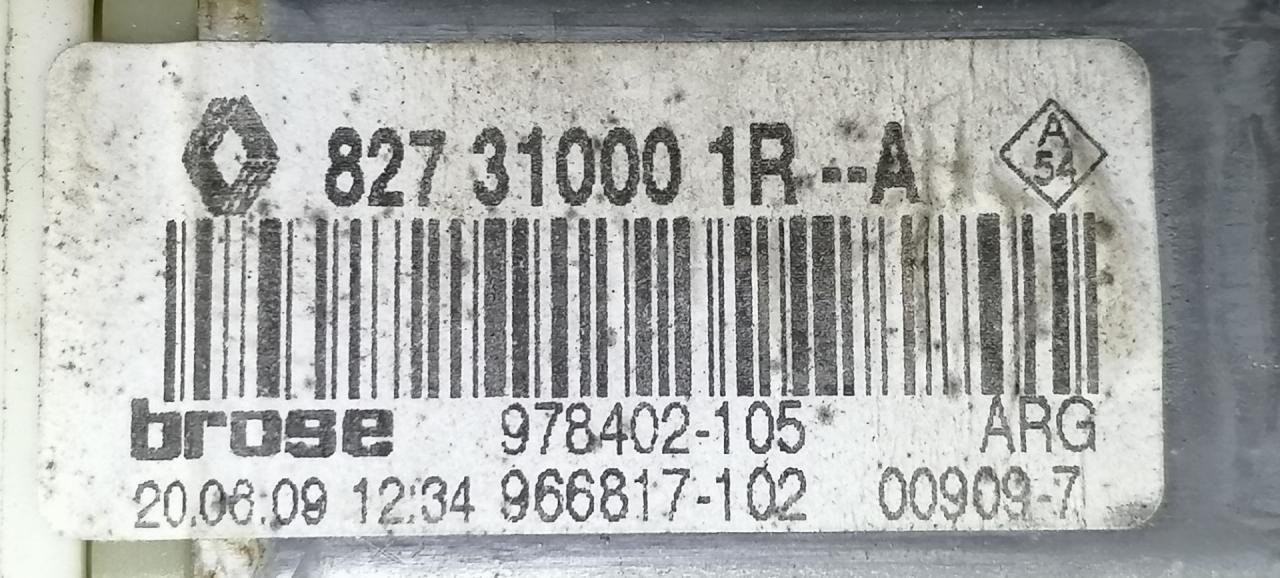 827 31000 1R--A
A
54
brose 978402-105 ARG
20.06.09 12:34 966817-102 00909-7